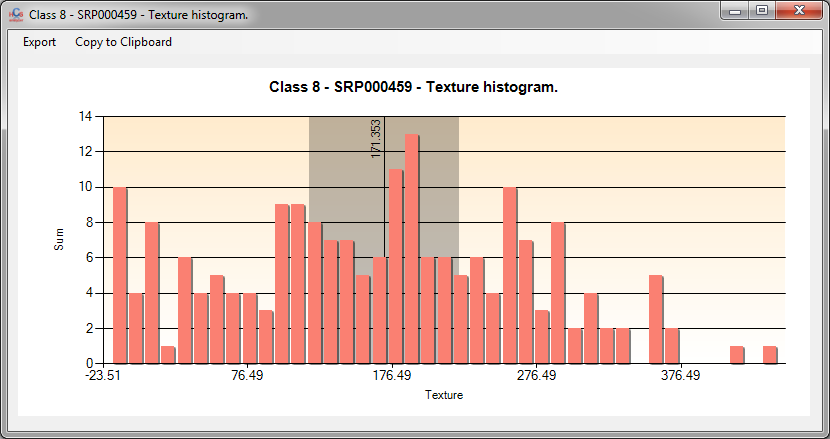 Class 8 - SRP000459 - Texture histogram.
Export Copy to Clipboard
Class 8 - SRP000459 - Texture histogram.
14
12
10
8
6
4
2
0
Sum
171.353
-23.51 76.49 176.49 276.49 376.49
Texture